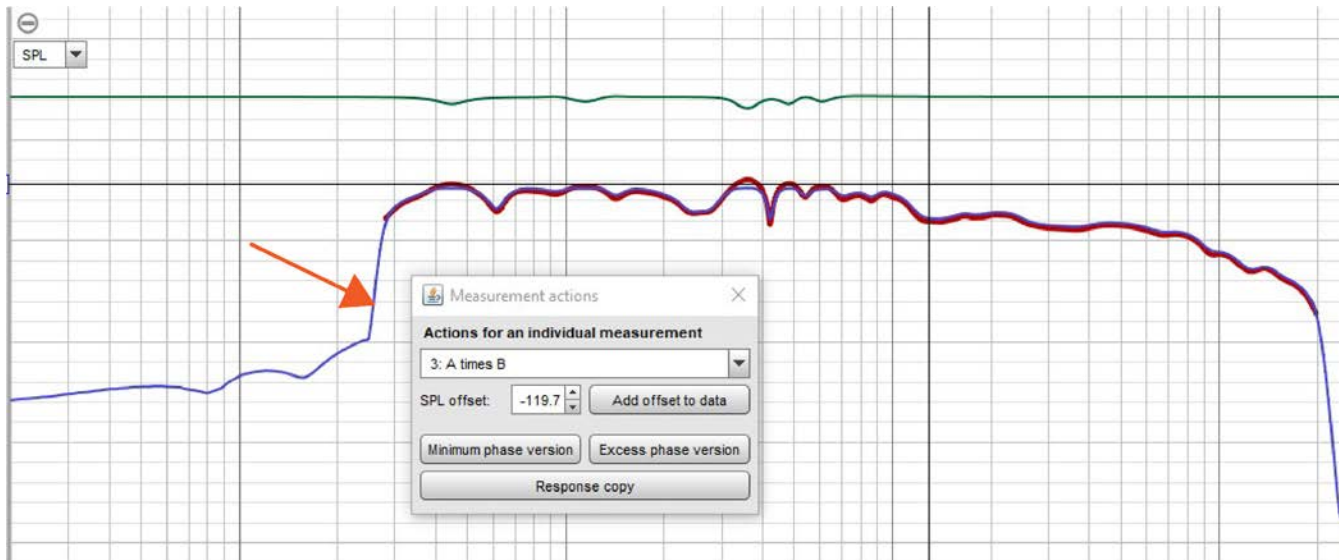 SPL
Measurement actions
Actions for an individual measurement
3: A times B
SPL offset: -119.7 Add offset to data
Minimum phase version Excess phase version
Response copy